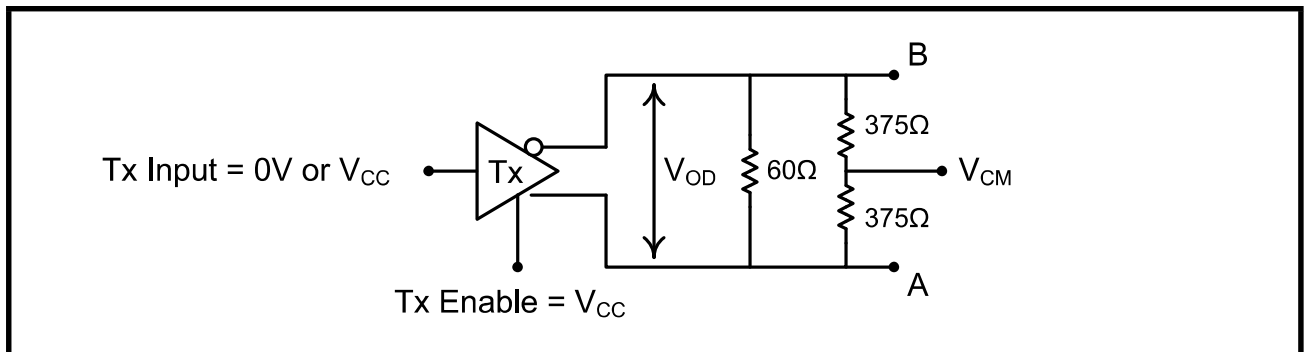 B
375Ω
Tx Input = 0V or VCC
Tx
VOD
60Ω
VCM
375Ω
A
Tx Enable = VCC